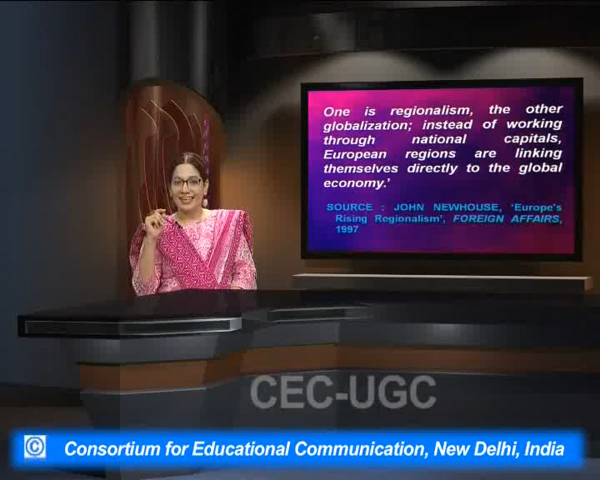 One is regionalism, the other
globalization; instead of working
through national capitals,
European regions are linking
themselves directly to the global
economy.'
SOURCE : JOHN NEWHOUSE, 'Europe's
Rising Regionalism', FOREIGN AFFAIRS,
1997
CEC-UGC
© Consortium for Educational Communication, New Delhi, India